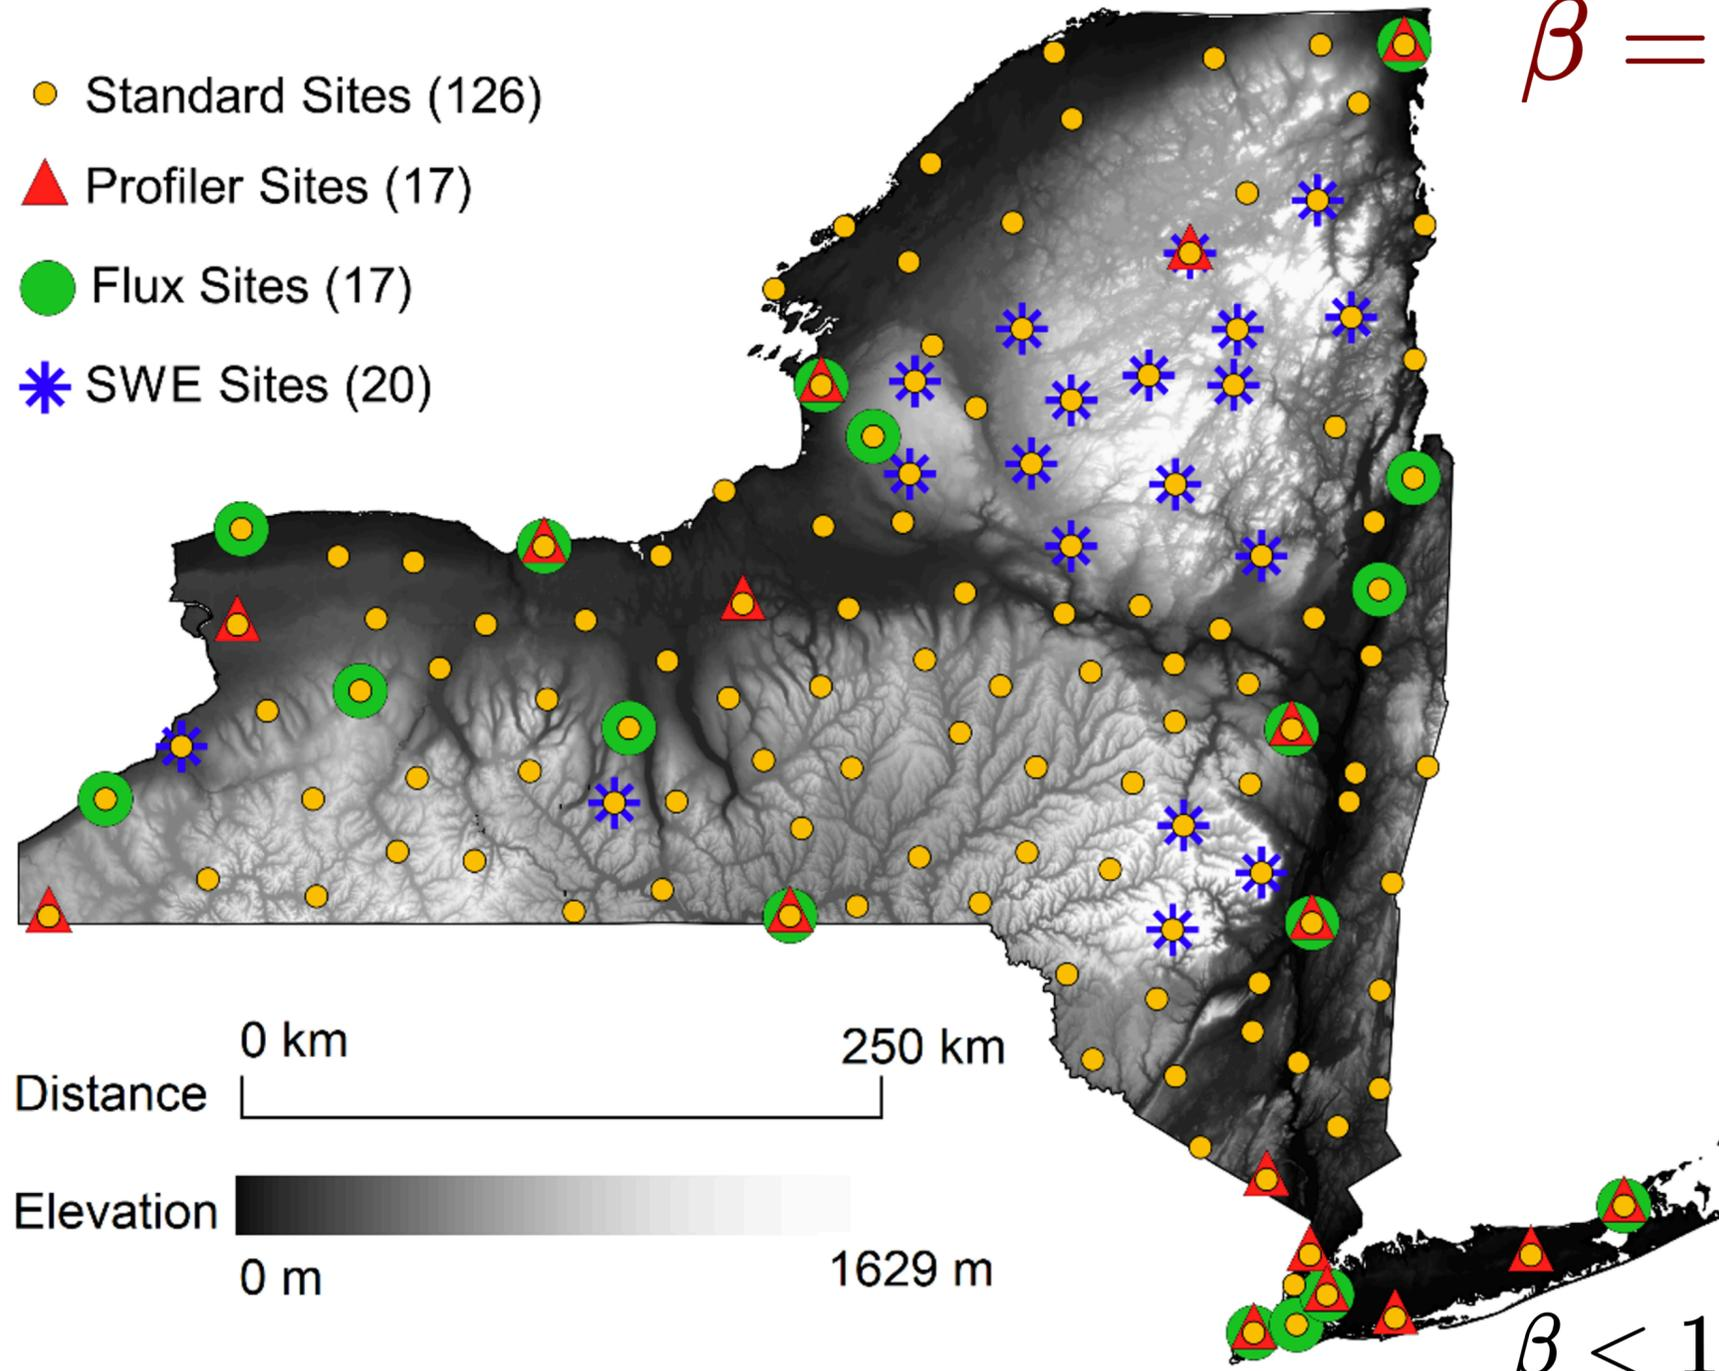 β =
Standard Sites (126)
Profiler Sites (17)
Flux Sites (17)
SWE Sites (20)
0 km 250 km
Distance
Elevation
0 m 1629 m
β < 1